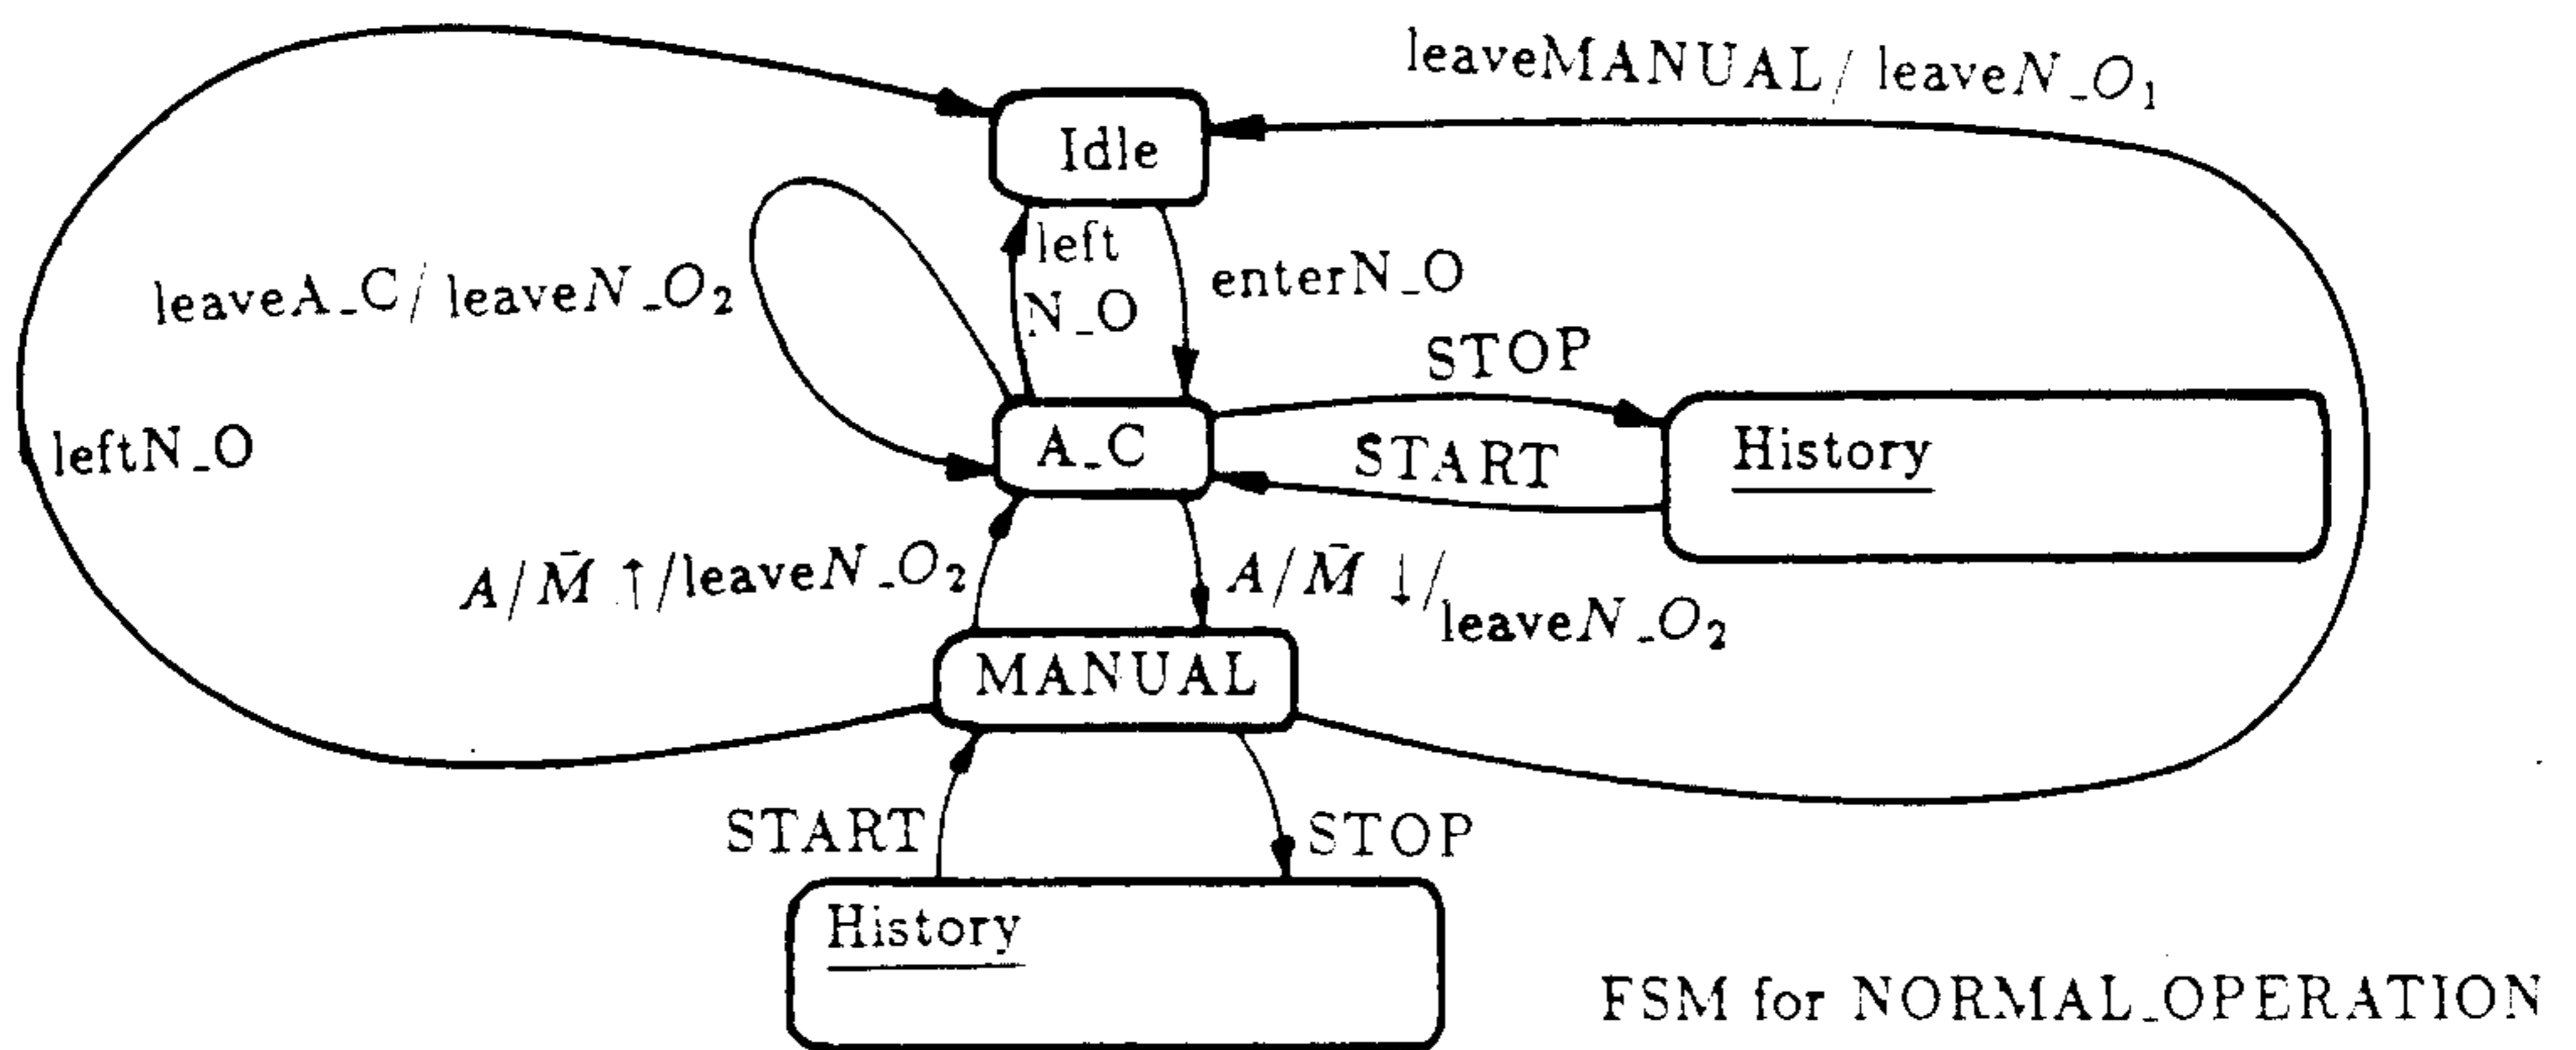 leaveMANUAL/ leaveN_O₁
Idle
left
N_O
enterN_O
leaveA_C/ leaveN_O₂
STOP
leftN_O
A_C
START
History
A/M̄ ↑/leaveN_O₂
A/M̄ ↓/
leaveN_O₂
MANUAL
START
STOP
History
FSM for NORMAL_OPERATION